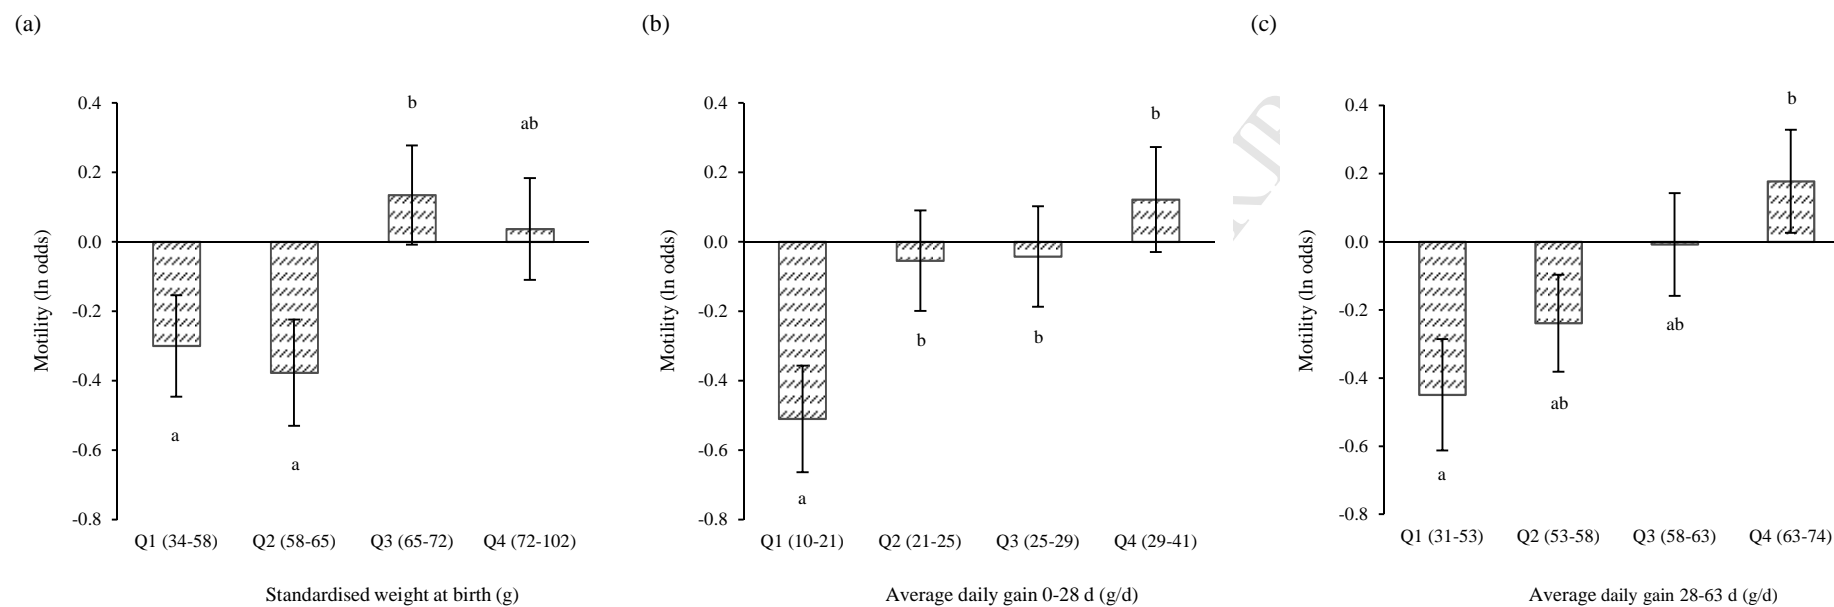 (a)
0.4
0.2
0.0
-0.2
-0.4
-0.6
-0.8
Motility (ln odds)
a
a
b
ab
Q1 (34-58) Q2 (58-65) Q3 (65-72) Q4 (72-102)
Standardised weight at birth (g)
(b)
0.4
0.2
0.0
-0.2
-0.4
-0.6
-0.8
Motility (ln odds)
a
b
b
b
Q1 (10-21) Q2 (21-25) Q3 (25-29) Q4 (29-41)
Average daily gain 0-28 d (g/d)
(c)
0.4
0.2
0.0
-0.2
-0.4
-0.6
-0.8
Motility (ln odds)
a
ab
ab
b
Q1 (31-53) Q2 (53-58) Q3 (58-63) Q4 (63-74)
Average daily gain 28-63 d (g/d)